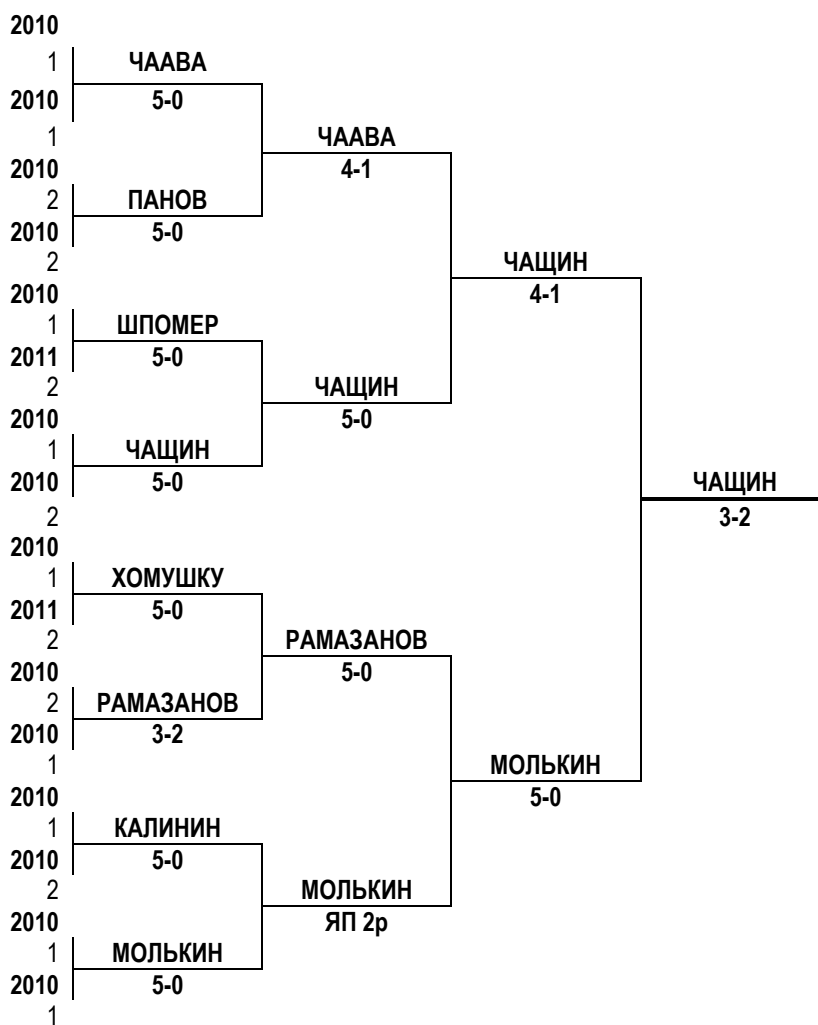 2010
1 ЧААВА
2010 5-0
1 ЧААВА
2010 4-1
2 ПАНОВ
2010 5-0
2 ЧАЩИН
2010 4-1
1 ШПОМЕР
2011 5-0
2 ЧАЩИН
2010 5-0
1 ЧАЩИН
2010 5-0 ЧАЩИН
2 3-2
2010
1 ХОМУШКУ
2011 5-0
2 РАМАЗАНОВ
2010 5-0
2 РАМАЗАНОВ
2010 3-2
1 МОЛЬКИН
2010 5-0
1 КАЛИНИН
2010 5-0
2 МОЛЬКИН
2010 ЯП 2р
1 МОЛЬКИН
2010 5-0
1